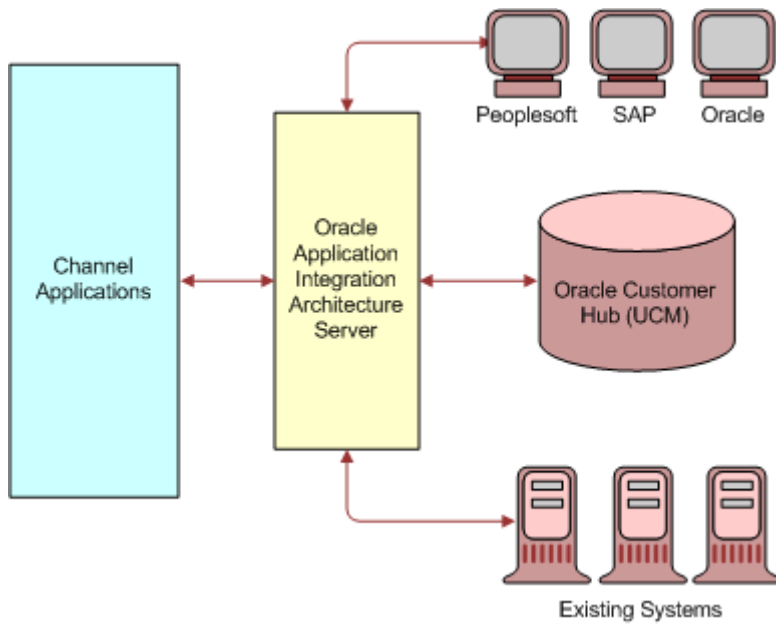 Peoplesoft SAP Oracle
Channel
Applications
Oracle
Application
Integration
Architecture
Server
Oracle Customer
Hub (UCM)
Existing Systems